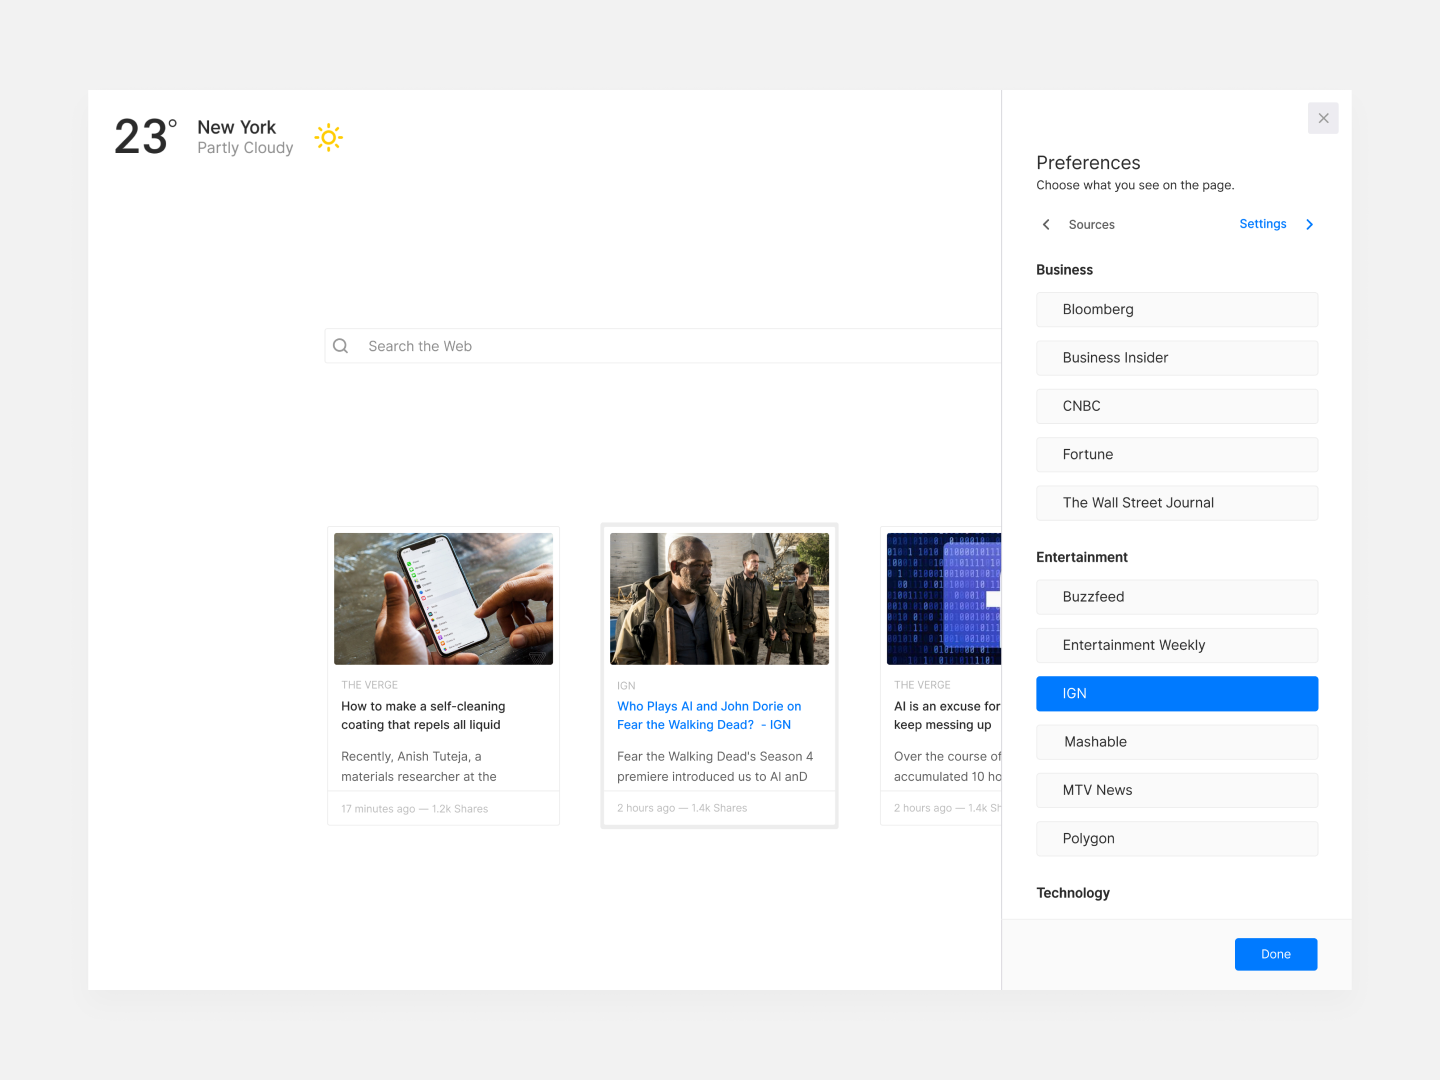 23°
New York
Partly Cloudy
Search the Web
THE VERGE
How to make a self-cleaning
coating that repels all liquid
Recently, Anish Tuteja, a
materials researcher at the
17 minutes ago — 1.2k Shares
IGN
Who Plays Al and John Dorie on
Fear the Walking Dead?  - IGN
Fear the Walking Dead's Season 4
premiere introduced us to Al anD
2 hours ago — 1.4k Shares
THE VERGE
AI is an excuse for
keep messing up
Over the course of
accumulated 10 ho
2 hours ago — 1.4k Sh
Preferences
Choose what you see on the page.
Sources
Settings
Business
Bloomberg
Business Insider
CNBC
Fortune
The Wall Street Journal
Entertainment
Buzzfeed
Entertainment Weekly
IGN
Mashable
MTV News
Polygon
Technology
Done